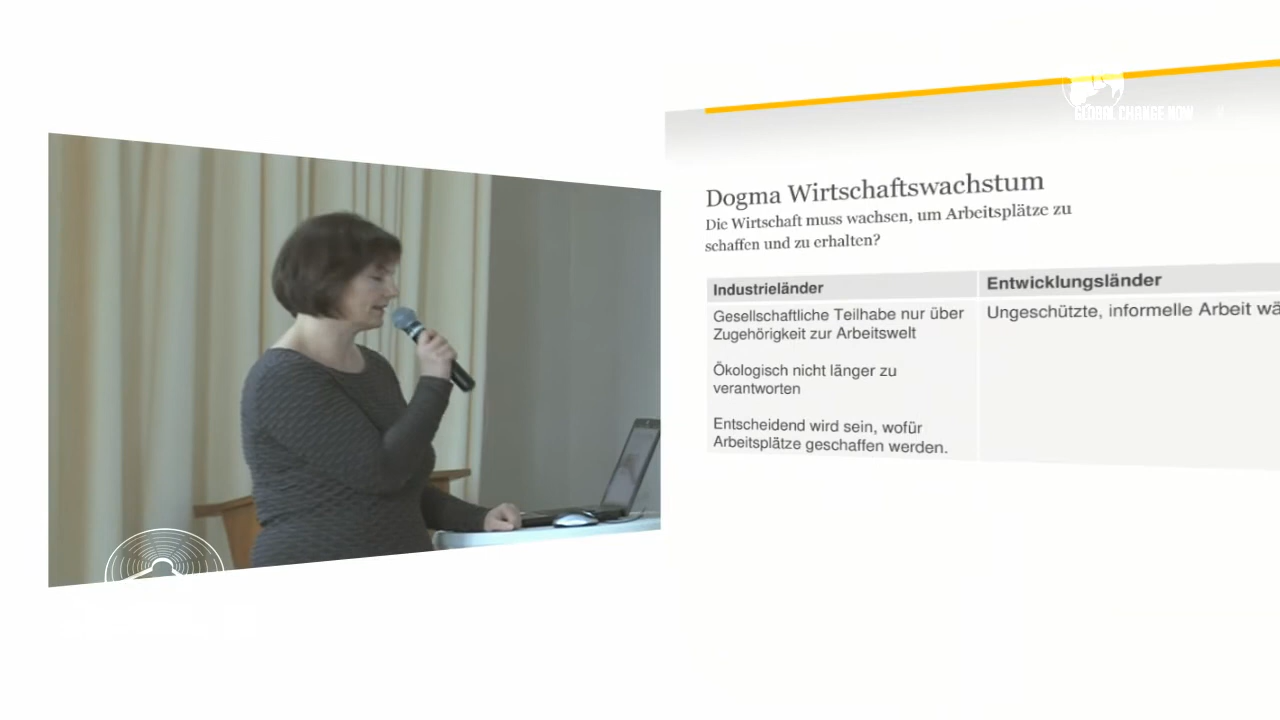 GLOBAL CHANGE NOW
Dogma Wirtschaftswachstum
Die Wirtschaft muss wachsen, um Arbeitsplätze zu
schaffen und zu erhalten?
Industrieländer
Entwicklungsländer
Gesellschaftliche Teilhabe nur über
Zugehörigkeit zur Arbeitswelt
Ökologisch nicht länger zu
verantworten
Entscheidend wird sein, wofür
Arbeitsplätze geschaffen werden.
Ungeschützte, informelle Arbeit wä